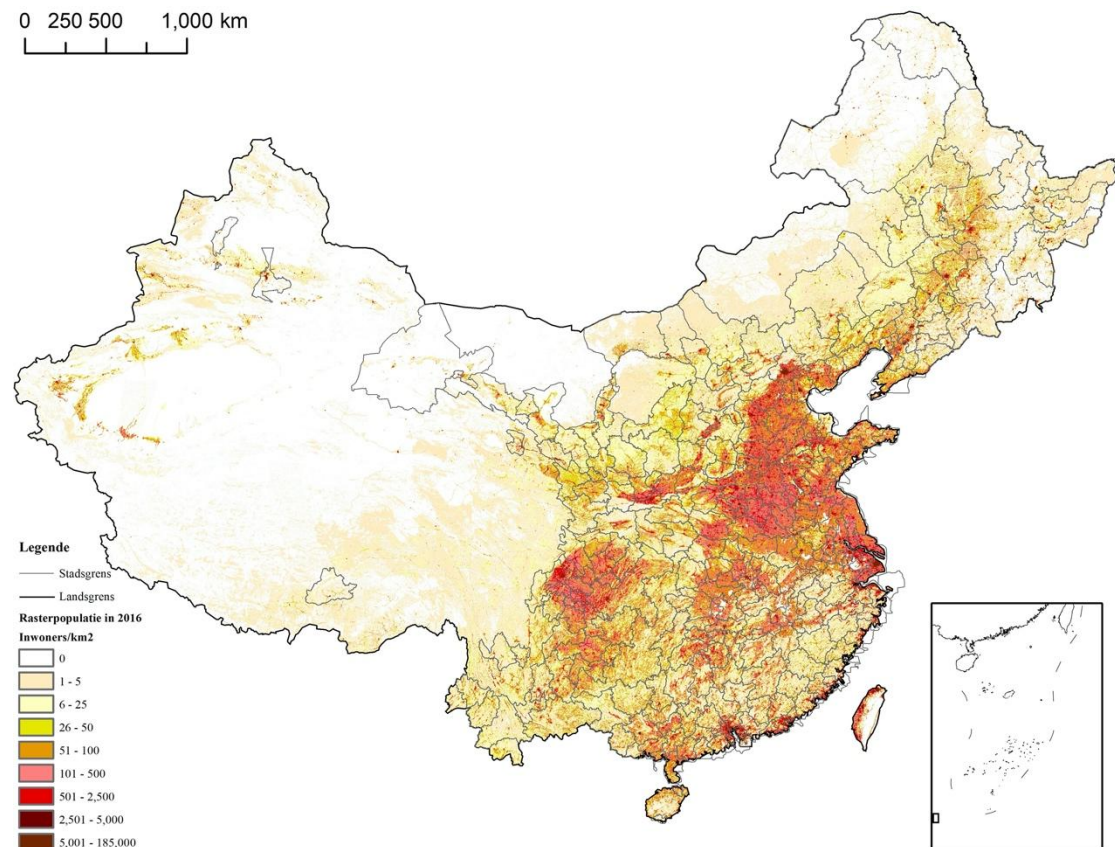 0 250 500 1,000 km
Legende
Stadsgrens
Landsgrens
Rasterpopulatie in 2016
Inwoners/km2
0
1 - 5
6 - 25
26 - 50
51 - 100
101 - 500
501 - 2,500
2,501 - 5,000
5,001 - 185,000